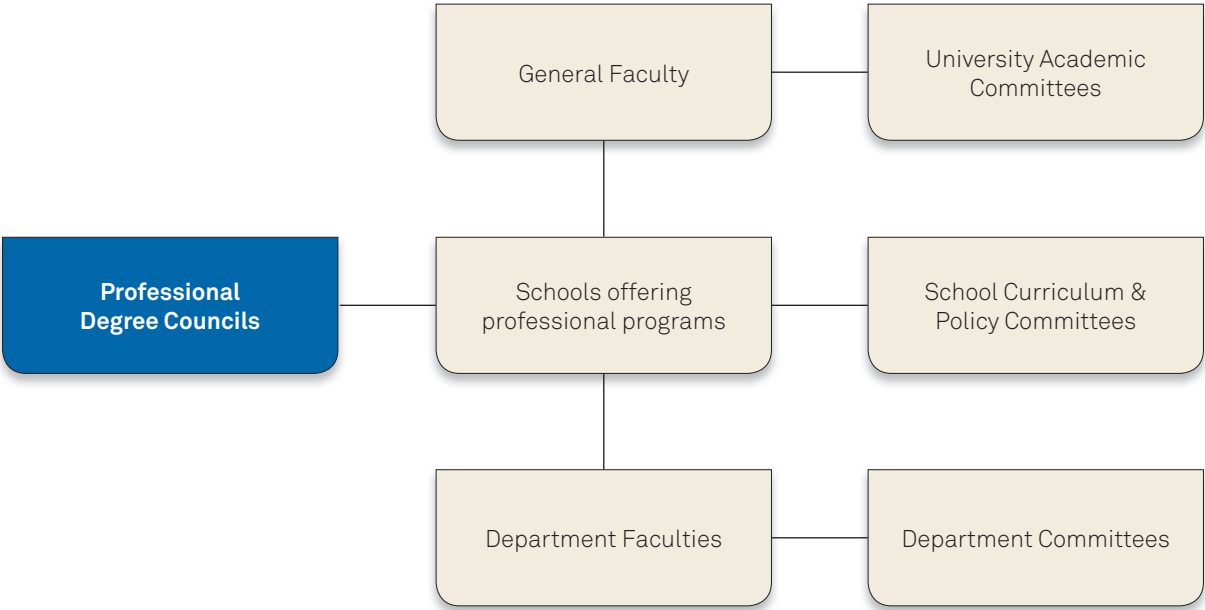 General Faculty
University Academic
Committees
Professional
Degree Councils
Schools offering
professional programs
School Curriculum &
Policy Committees
Department Faculties
Department Committees